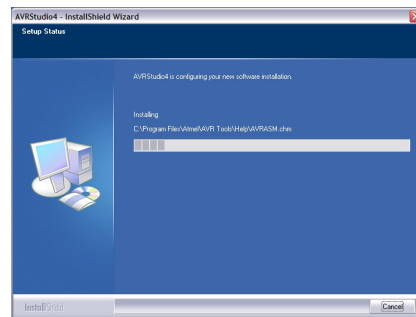 AVRStudio4 - InstallShield Wizard
Setup Status
AVRStudio4 is configuring your new software installation.
Installing
C:\Program Files\Atmel\AVR Tools\Help\AVRASM.chm
InstallShield
Cancel